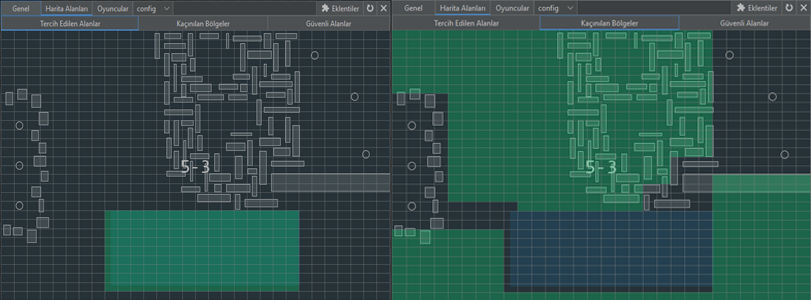 Genel Harita Alanları Oyuncular config Eklentiler
Tercih Edilen Alanlar Kaçınılan Bölgeler Güvenli Alanlar
5-3
Genel Harita Alanları Oyuncular config Eklentiler
Tercih Edilen Alanlar Kaçınılan Bölgeler Güvenli Alanlar
5-3